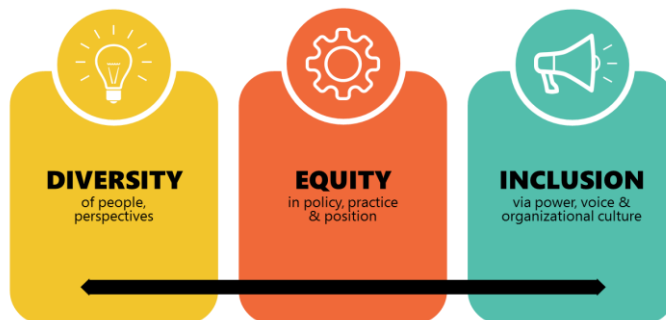 DIVERSITY
of people,
perspectives
EQUITY
in policy, practice
& position
INCLUSION
via power, voice &
organizational culture